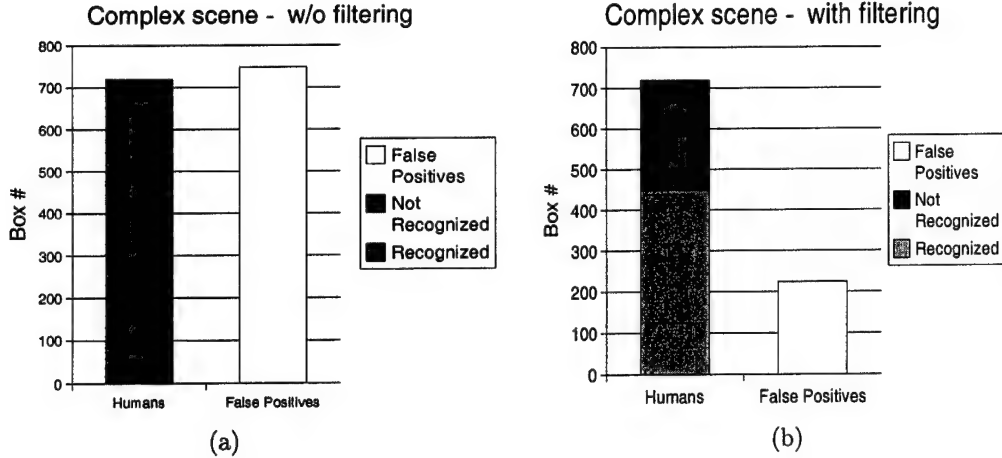 Complex scene - w/o filtering
800
700
600
500
400
300
200
100
0
Box #
Humans
False Positives
False
Positives
Not
Recognized
Recognized
(a)
Complex scene - with filtering
800
700
600
500
400
300
200
100
0
Box #
Humans
False Positives
False
Positives
Not
Recognized
Recognized
(b)